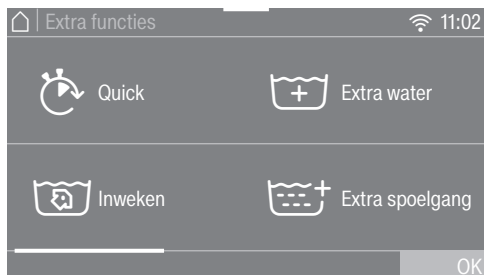 Extra functies 11:02
Quick
Extra water
Inweken
Extra spoelgang
OK